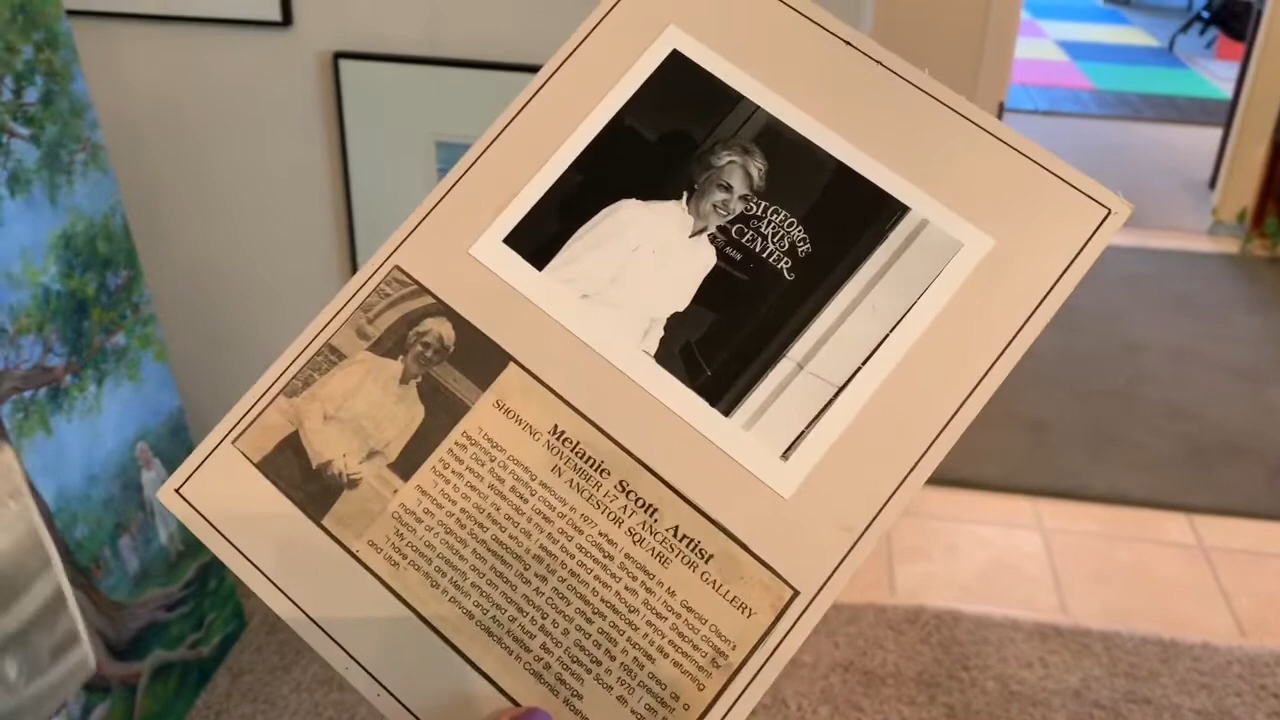 ST. GEORGE
ARTS
CENTER
MAIN
Melanie Scott, Artist
SHOWING NOVEMBER 1-7 AT ANCESTOR GALLERY
IN ANCESTOR SQUARE
"I began painting seriously in 1977 when I enrolled in Mr. Gerold Olson's
beginning Oil Painting class at Dixie College. Since then I have had classes
with Dick Rose, Blake Larsen and apprenticed with Robert Shepherd for
three years. Watercolor is my first love and even though I enjoy experiment-
ing with pencil, ink, and oils, I seem to return to watercolor. It is like returning
home to an old friend who is still full of challenges and surprises.
"I have enjoyed associating with many other artists in this area as a
member of the Southwestern Utah Art Council and as the 1983 president.
"I am originally from Indiana, moving to St. George in 1970. I am
mother of 6 children and am married to Bishop Eugene Scott, 4th
Church. I am presently employed at Hurst Ben Franklin.
"My parents are Melvin and Ann Kreitzer of St. George.
"I have paintings in private collections in California,
and Utah."